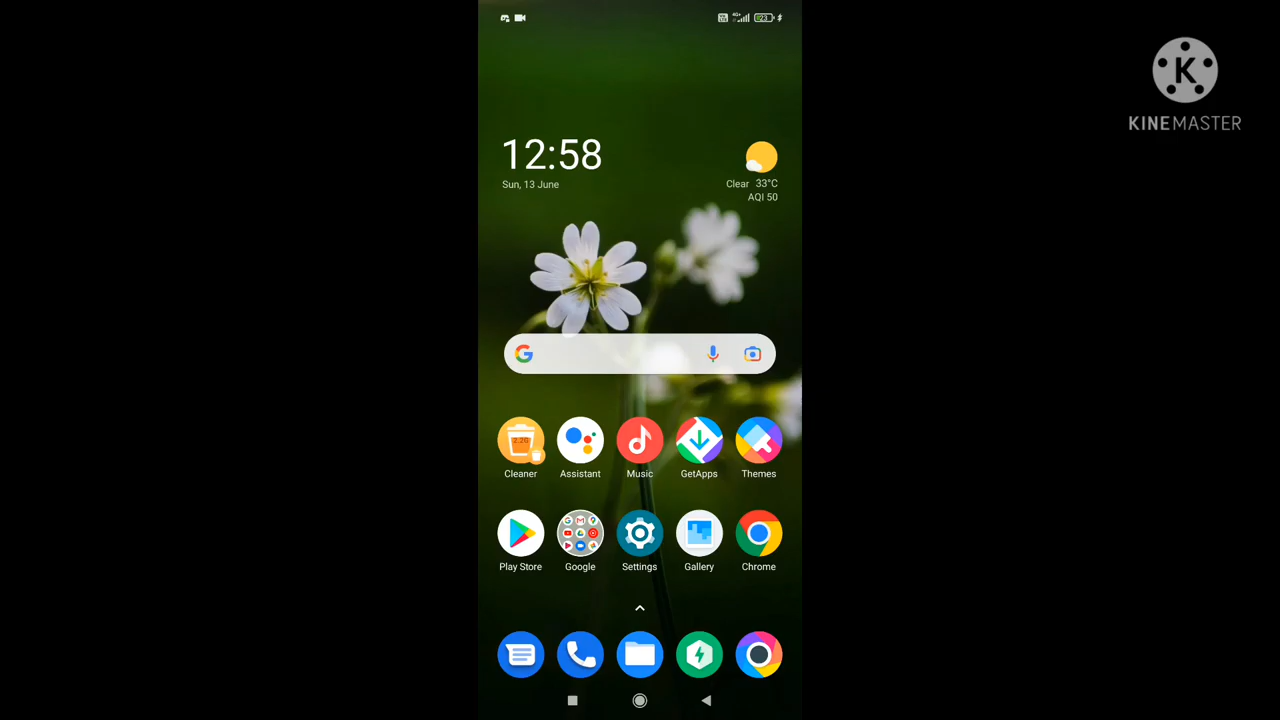 23
K
KINEMASTER
12:58
Sun, 13 June
Clear 33°C
AQI 50
Cleaner
Assistant
Music
GetApps
Themes
Play Store
Google
Settings
Gallery
Chrome